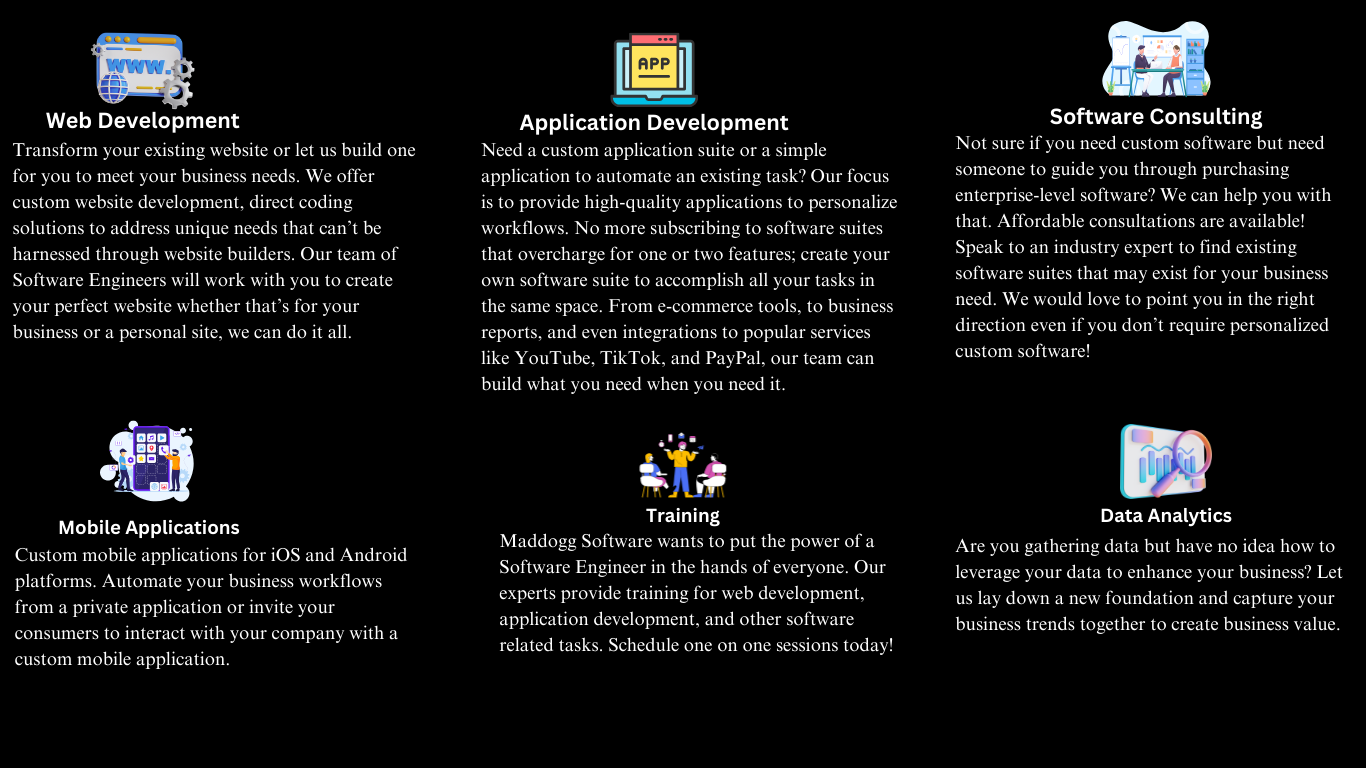 WWW.
Web Development
Transform your existing website or let us build one
for you to meet your business needs. We offer
custom website development, direct coding
solutions to address unique needs that can’t be
harnessed through website builders. Our team of
Software Engineers will work with you to create
your perfect website whether that’s for your
business or a personal site, we can do it all.
APP
Application Development
Need a custom application suite or a simple
application to automate an existing task? Our focus
is to provide high-quality applications to personalize
workflows. No more subscribing to software suites
that overcharge for one or two features; create your
own software suite to accomplish all your tasks in
the same space. From e-commerce tools, to business
reports, and even integrations to popular services
like YouTube, TikTok, and PayPal, our team can
build what you need when you need it.
Software Consulting
Not sure if you need custom software but need
someone to guide you through purchasing
enterprise-level software? We can help you with
that. Affordable consultations are available!
Speak to an industry expert to find existing
software suites that may exist for your business
need. We would love to point you in the right
direction even if you don’t require personalized
custom software!
Mobile Applications
Custom mobile applications for iOS and Android
platforms. Automate your business workflows
from a private application or invite your
consumers to interact with your company with a
custom mobile application.
Training
Maddogg Software wants to put the power of a
Software Engineer in the hands of everyone. Our
experts provide training for web development,
application development, and other software
related tasks. Schedule one on one sessions today!
Data Analytics
Are you gathering data but have no idea how to
leverage your data to enhance your business? Let
us lay down a new foundation and capture your
business trends together to create business value.